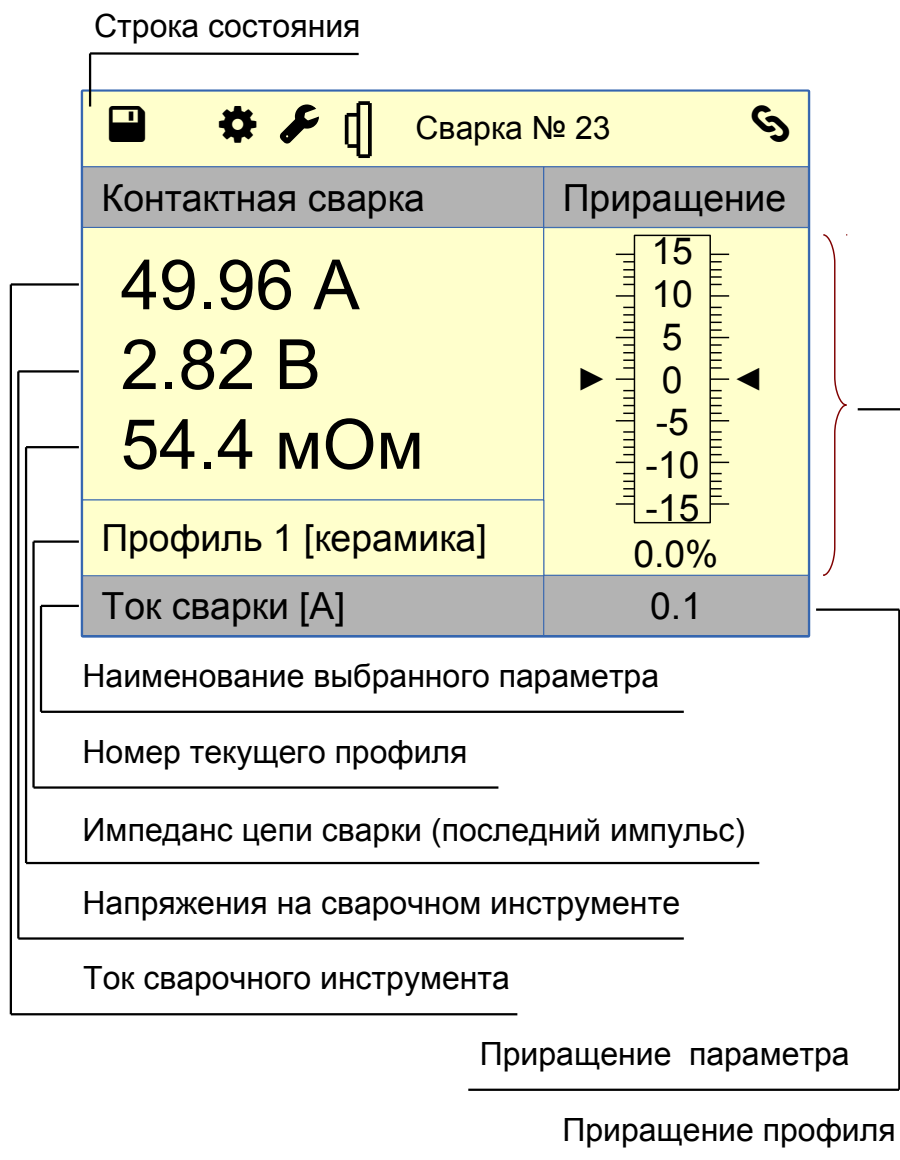 Строка состояния
Сварка № 23
Контактная сварка
Приращение
49.96 А
2.82 В
54.4 мОм
15
10
5
0
-5
-10
-15
0.0%
Профиль 1 [керамика]
Ток сварки [А]
0.1
Наименование выбранного параметра
Номер текущего профиля
Импеданс цепи сварки (последний импульс)
Напряжения на сварочном инструменте
Ток сварочного инструмента
Приращение параметра
Приращение профиля